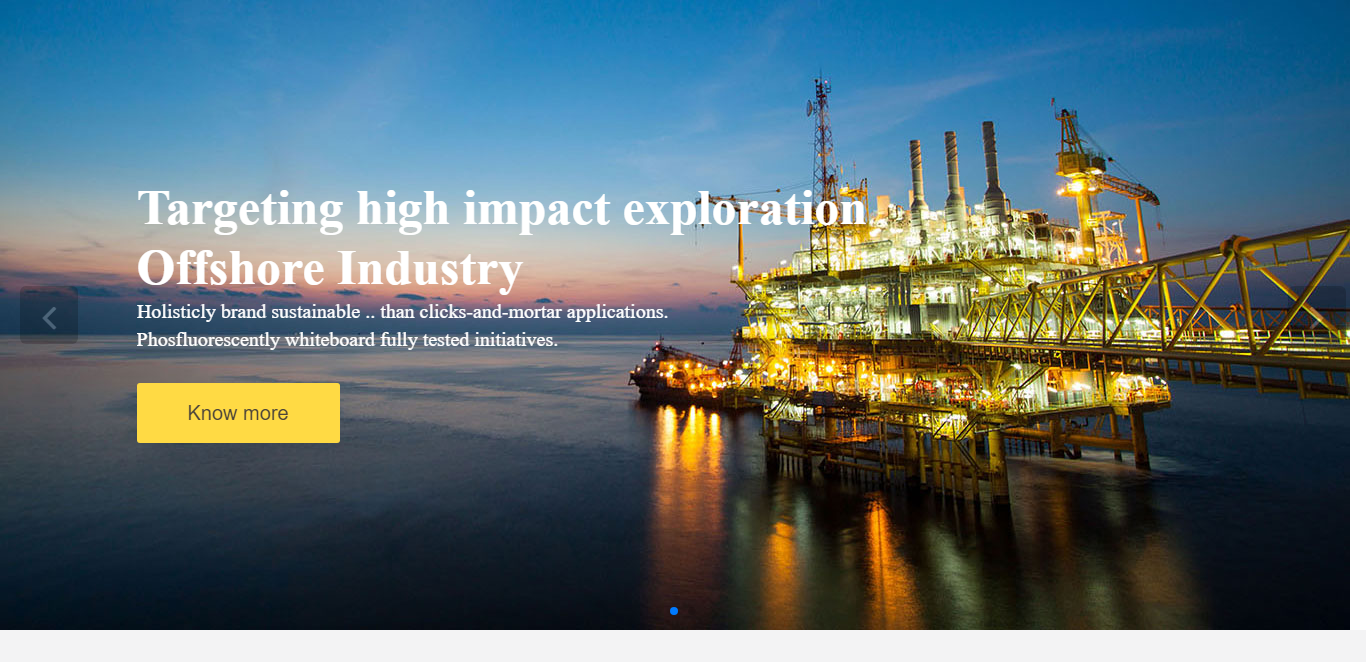 Targeting high impact exploration
Offshore Industry
Holisticly brand sustainable .. than clicks-and-mortar applications.
Phosfluorescently whiteboard fully tested initiatives.
Know more